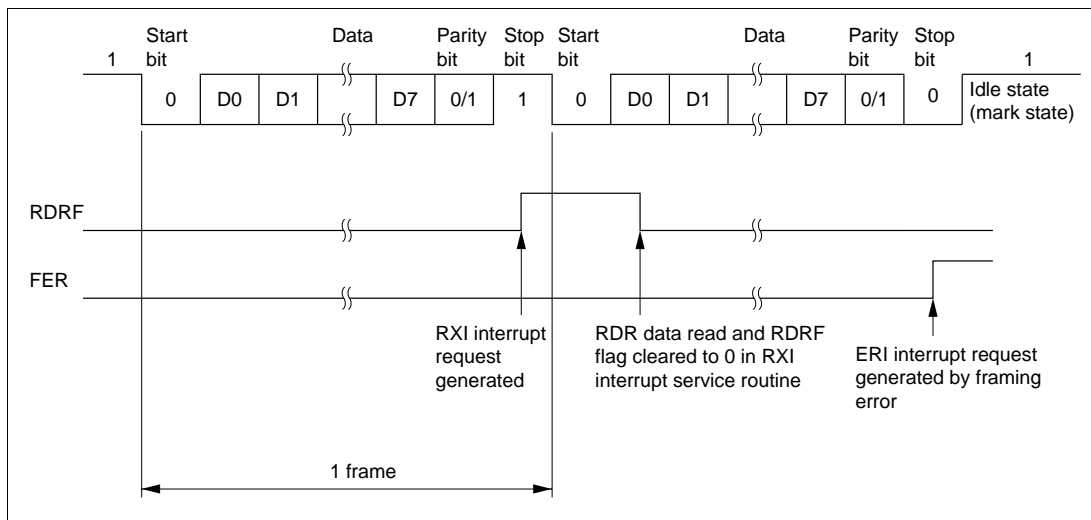 Start bit
Data
Parity bit
Stop bit
Start bit
Data
Parity bit
Stop bit
1
1
0
D0
D1
D7
0/1
1
0
D0
D1
D7
0/1
0
Idle state
(mark state)
RDRF
FER
RXI interrupt
request
generated
RDR data read and RDRF
flag cleared to 0 in RXI
interrupt service routine
ERI interrupt request
generated by framing
error
1 frame